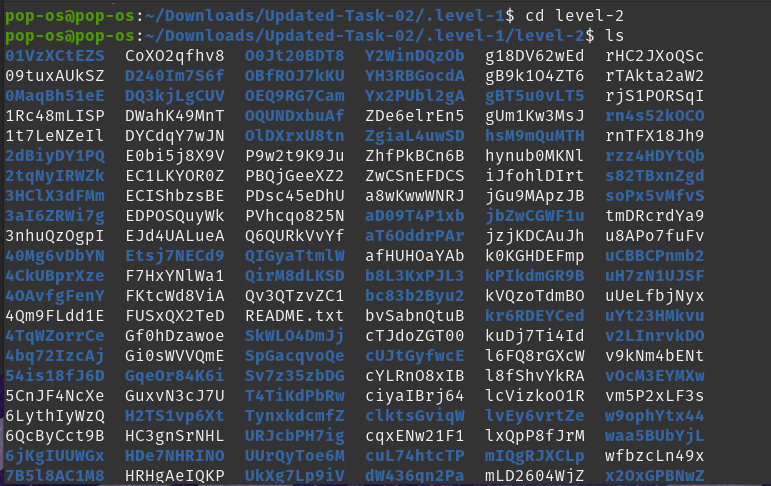 pop-os@pop-os:~/Downloads/Updated-Task-02/.level-1$ cd level-2
pop-os@pop-os:~/Downloads/Updated-Task-02/.level-1/level-2$ ls
01VzXCtEZS CoXO2qfhv8 O0Jt20BDT8 Y2WinDQzOb g18DV62wEd rHC2JXoQSc
09tuxAUkSZ D240Im7S6f OBfROJ7kKU YH3RBGocdA gB9k1O4ZT6 rTAkta2aW2
0MaqBh51eE DQ3kjLgCUV OEQ9RG7Cam Yx2PUbl2gA gBT5u0vLT5 rjS1PORSqI
1Rc48mLISP DWahK49MnT OQUNDxbuAf ZDe6elrEn5 gUm1Kw3MsJ rn4s52kOCO
1t7LeNZeIl DYCdqY7wJN OlDXrxU8tn ZgiaL4uwSD hsM9mQuMTH rnTFX18Jh9
2dBiyDY1PQ E0bi5j8X9V P9w2t9K9Ju ZhfPkBCn6B hynub0MKNl rzz4HDYtQb
2tqNyIRWZk EC1LKYOR0Z PBQjGeeXZ2 ZwCSnEFDCS iJfohlDIrt s82TBxnZgd
3HClX3dFMm ECIShbzsBE PDsc45eDhU a8wKwwWNRJ jGu9MApzJB soPx5vMfvS
3aI6ZRWi7g EDPOSQuyWk PVhcqo825N aD09T4P1xb jbZwCGWF1u tmDRcrdYa9
3nhuQzOgpI EJd4UALueA Q6QURkVvYf aT6OddrPAr jzjKDCAuJh u8APo7fuFv
40Mg6vDbYN Etsj7NECd9 QIGyaTtmlW afHUHOaYAb k0KGHDEFmp uCBBCPnmb2
4CkUBprXze F7HxYNlWa1 QirM8dLKSD b8L3KxPJL3 kPIkdmGR9B uH7zN1UJSF
4OAvfgFenY FKtcWd8ViA Qv3QTzvZC1 bc83b2Byu2 kVQzoTdmBO uUeLfbjNyx
4Qm9FLdd1E FUSxQX2TeD README.txt bvSabnQtuB kr6RDEYCed uYt23HMkvu
4TqWZorrCe Gf0hDzawoe SkWLO4DmJj cTJdoZGT00 kuDj7Ti4Id v2LInrvkDO
4bq72IzcAj Gi0sWVVQmE SpGacqvoQe cUJtGyfwcE l6FQ8rGXcW v9kNm4bENt
54is18fJ6D GqeOr84K6i Sv7z35zbDG cYLRnO8xIB l8fShvYkRA vOcM3EYMXw
5CnJF4NcXe GuxvN3cJ7U T4TiKdPbRw ciyaIBrj64 lcVizkoO1R vm5P2xLF3s
6LythIyWzQ H2TS1vp6Xt TynxkdcmfZ clktsGviqW lvEy6vrtZe w9ophYtx44
6QcByCct9B HC3gnSrNHL URJcbPH7ig cqxENw21F1 lxQpP8fJrM waa5BUbYjL
6jKgIUUWGx HDe7NHRINO UUrQyToe6M cuL74htcTP mIQgRJXCLp wfbzcLn49x
7B5l8AC1M8 HRHgAeIQKP UkXg7Lp9iV dW436qn2Pa mLD2604WjZ x2OxGPBNwZ